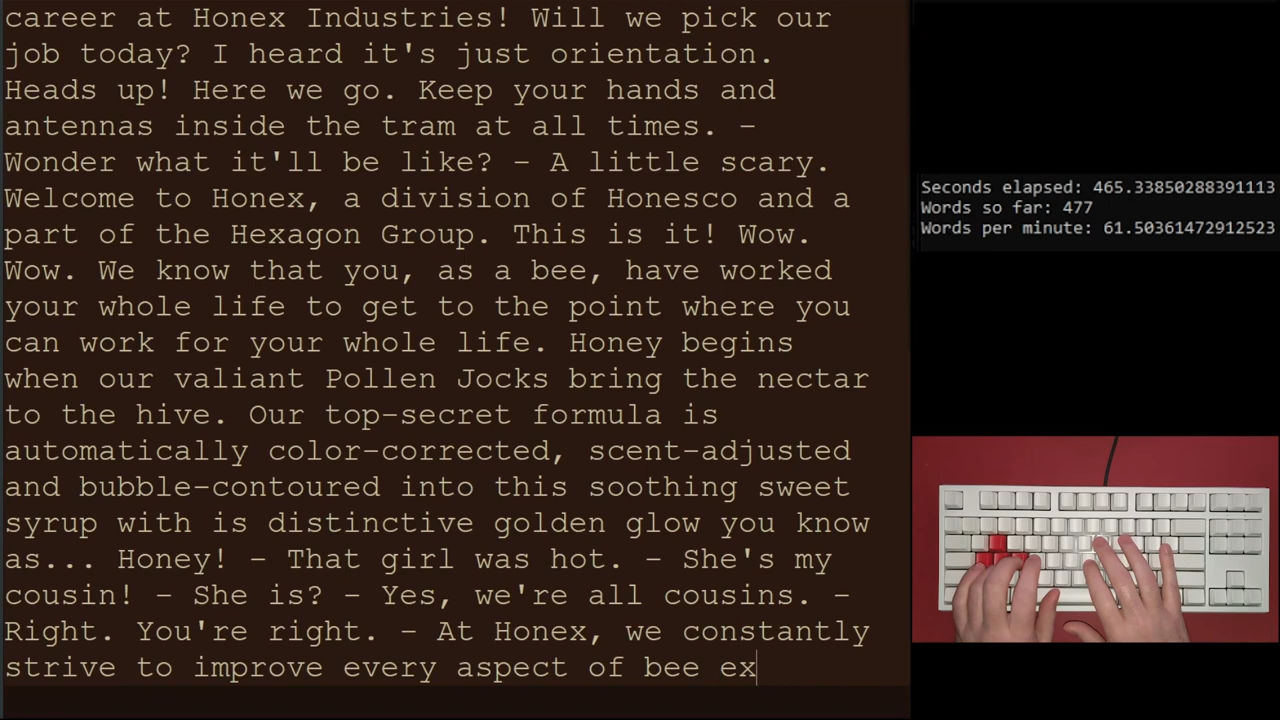 career at Honex Industries! Will we pick our
job today? I heard it's just orientation.
Heads up! Here we go. Keep your hands and
antennas inside the tram at all times. -
Wonder what it'll be like? - A little scary.
Welcome to Honex, a division of Honesco and a
part of the Hexagon Group. This is it! Wow.
Wow. We know that you, as a bee, have worked
your whole life to get to the point where you
can work for your whole life. Honey begins
when our valiant Pollen Jocks bring the nectar
to the hive. Our top-secret formula is
automatically color-corrected, scent-adjusted
and bubble-contoured into this soothing sweet
syrup with is distinctive golden glow you know
as... Honey! - That girl was hot. - She's my
cousin! - She is? - Yes, we're all cousins. -
Right. You're right. - At Honex, we constantly
strive to improve every aspect of bee ex
Seconds elapsed: 465.33850288391113
Words so far: 477
Words per minute: 61.50361472912523